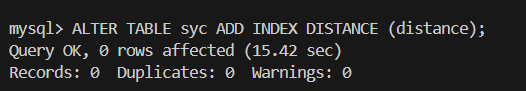 mysql> ALTER TABLE syc ADD INDEX DISTANCE (distance);
Query OK, 0 rows affected (15.42 sec)
Records: 0  Duplicates: 0  Warnings: 0